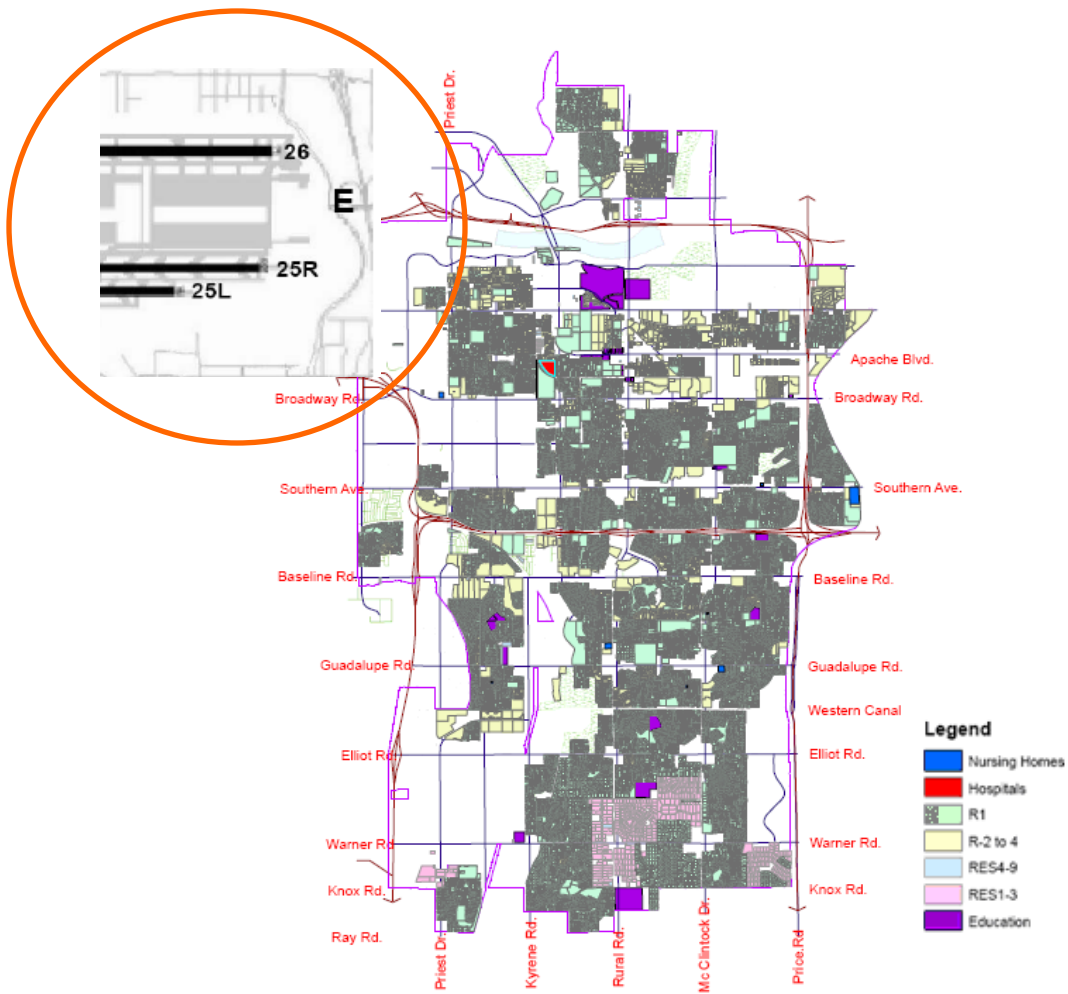 Priest Dr.
26
E
25R
25L
Apache Blvd.
Broadway Rd.
Broadway Rd.
Southern Ave.
Southern Ave.
Baseline Rd.
Baseline Rd.
Guadalupe Rd.
Guadalupe Rd.
Western Canal
Elliot Rd
Elliot Rd.
Warner Rd
Warner Rd.
Knox Rd.
Knox Rd.
Ray Rd.
Priest Dr.
Kyrene Rd.
Rural Rd.
Mc Clintock Dr.
Price.Rd
Legend
Nursing Homes
Hospitals
R1
R-2 to 4
RES4-9
RES1-3
Education